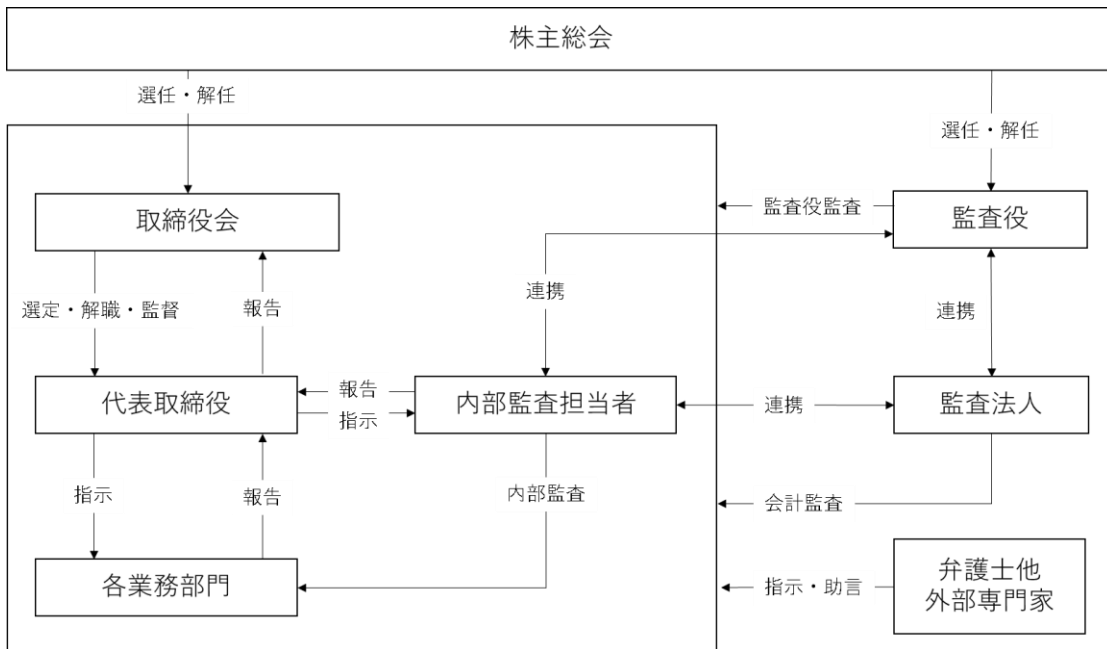 株主総会
選任・解任
選任・解任
取締役会
監査役監査
監査役
選定・解職・監督
報告
連携
連携
代表取締役
報告
指示
内部監査担当者
連携
監査法人
指示
報告
内部監査
会計監査
各業務部門
指示・助言
弁護士他
外部専門家